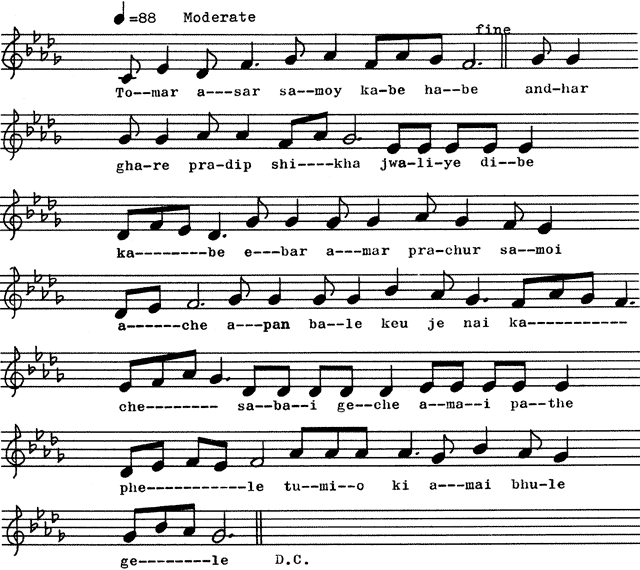 ♩=88 Moderate
fine
To--mar a---sar sa--moy ka-be ha--be and-har
gha-re pra-dip shi----kha jwa-li-ye di--be
ka--------be e---bar a---mar pra-chur sa--moi
a------che a---pan ba--le keu je nai ka-----------
che-------- sa--ba--i ge--che a--ma--i pa--the
phe-----------le tu--mi--o ki a---mai bhu-le
ge--------le D.C.